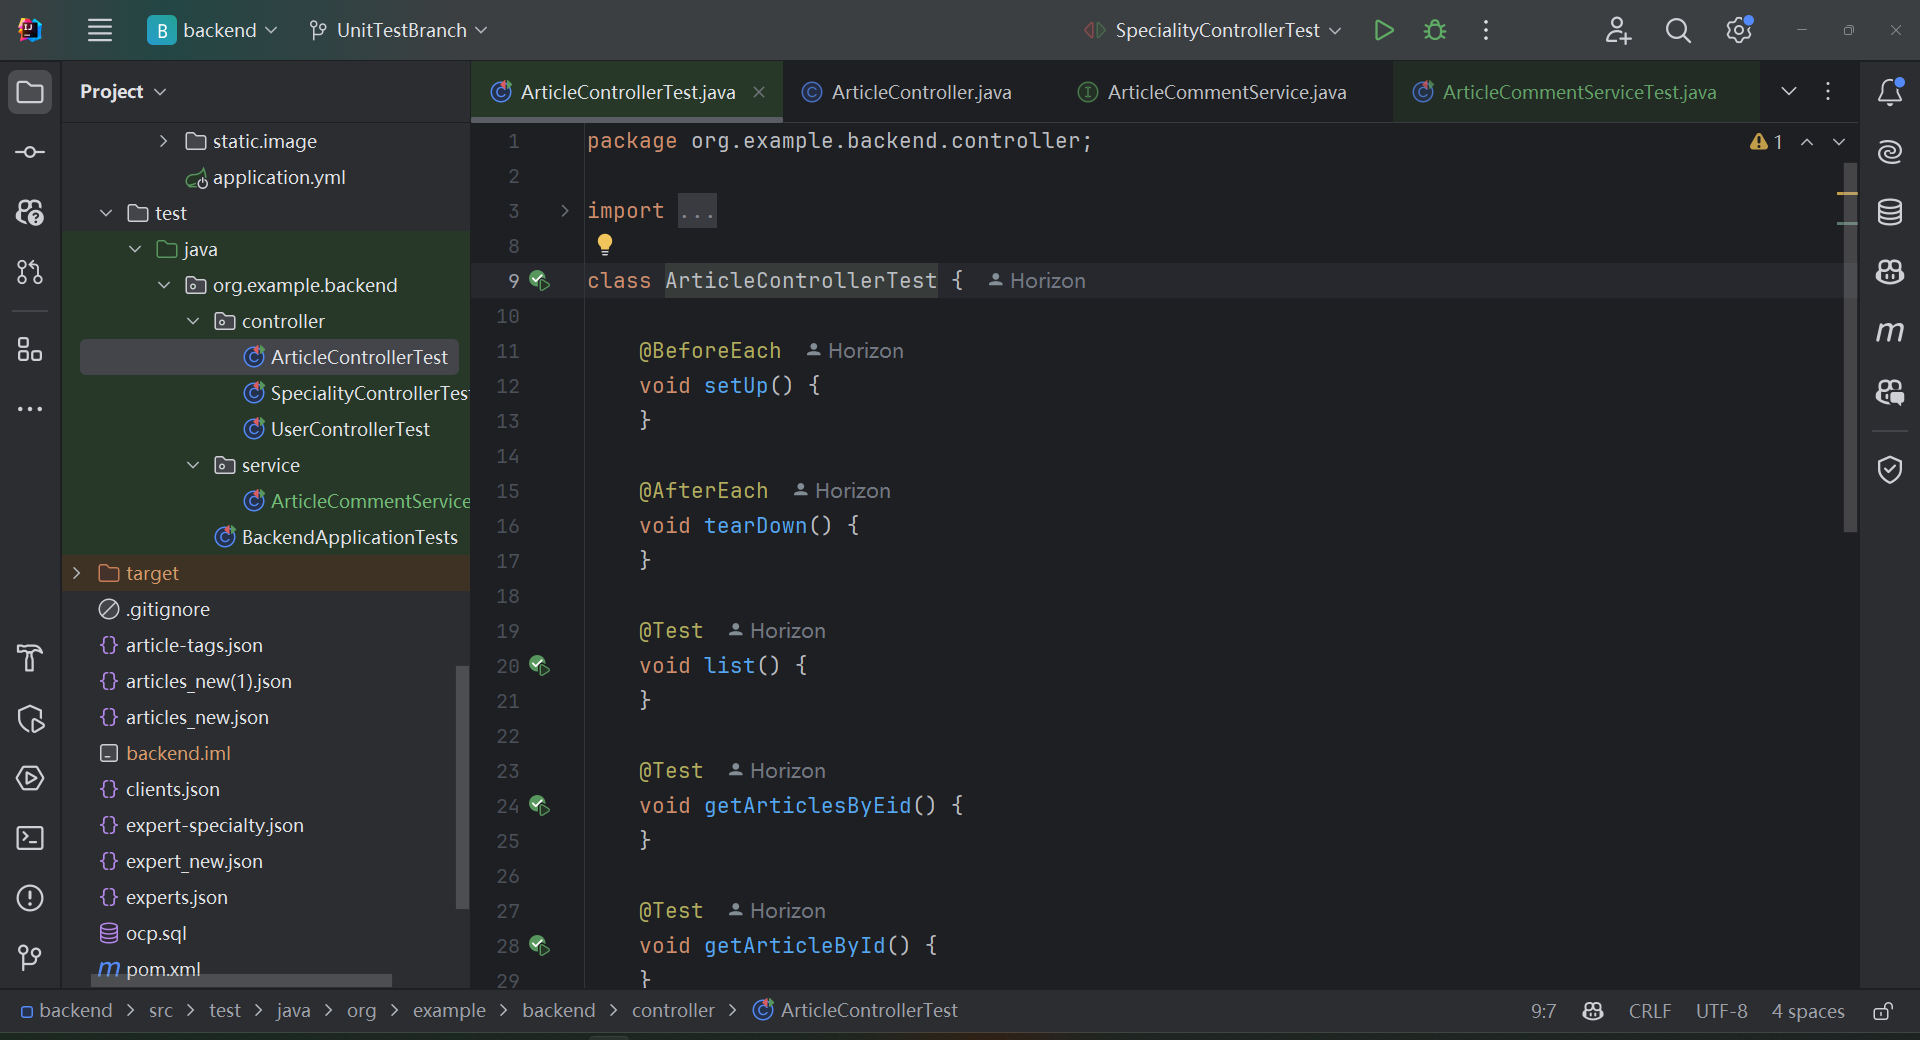 B backend UnitTestBranch SpecialityControllerTest
Project
static.image
application.yml
test
java
org.example.backend
controller
ArticleControllerTest
SpecialityControllerTes
UserControllerTest
service
ArticleCommentService
BackendApplicationTests
target
.gitignore
article-tags.json
articles_new(1).json
articles_new.json
backend.iml
clients.json
expert-specialty.json
expert_new.json
experts.json
ocp.sql
pom.xml
ArticleControllerTest.java ArticleController.java ArticleCommentService.java ArticleCommentServiceTest.java
1 package org.example.backend.controller;
1
2
3 import ...
8
9 class ArticleControllerTest { Horizon
10
11 @BeforeEach Horizon
12 void setUp() {
13 }
14
15 @AfterEach Horizon
16 void tearDown() {
17 }
18
19 @Test Horizon
20 void list() {
21 }
22
23 @Test Horizon
24 void getArticlesByEid() {
25 }
26
27 @Test Horizon
28 void getArticleById() {
29 }
backend > src > test > java > org > example > backend > controller > ArticleControllerTest
9:7 CRLF UTF-8 4 spaces